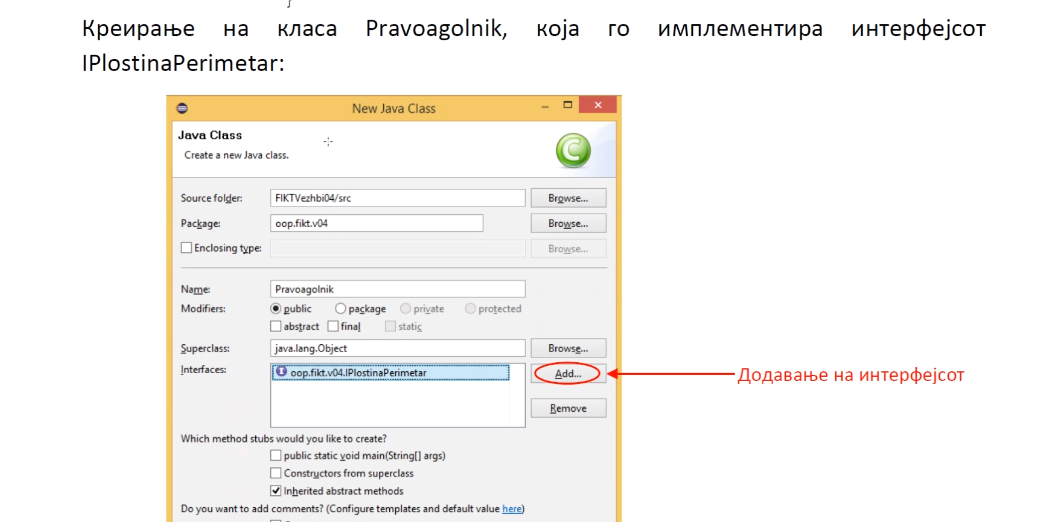 Креирање на класа Pravoagolnik, која го имплементира интерфејсот
IPlostinaPerimetar:
New Java Class
Java Class
Create a new Java class.
Source folder: FIKTVezhbi04/src Browse...
Package: oop.fikt.v04 Browse...
Enclosing type: Browse...
Name: Pravoagolnik
Modifiers: public package private protected
abstract final static
Superclass: java.lang.Object Browse...
Interfaces: oop.fikt.v04.IPlostinaPerimetar Add... Додавање на интерфејсот
Remove
Which method stubs would you like to create?
public static void main(String[] args)
Constructors from superclass
Inherited abstract methods
Do you want to add comments? (Configure templates and default value here)